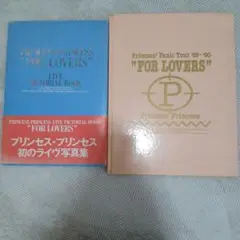 PRINCESS PRINCESS
"FOR LOVERS"
LIVE
PICTORIAL BOOK
PRINCESS PRINCESS LIVE PICTORIAL BOOK
"FOR LOVERS"
プリンセス・プリンセス
初のライヴ写真集
Princess' Panic Tour '89-'90
"FOR LOVERS"
P
Princess Princess